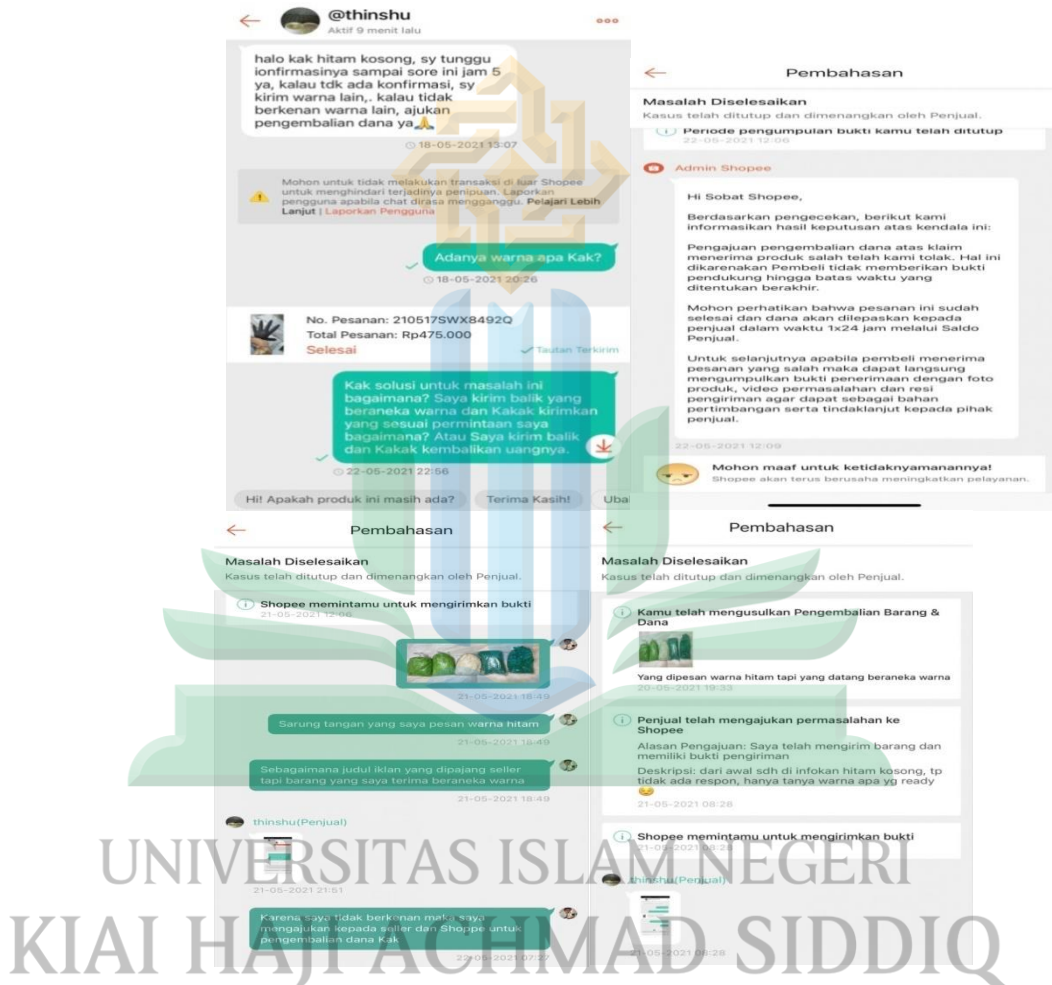 @thinshu
Aktif 9 menit lalu
halo kak hitam kosong, sy tunggu
ionfirmasinya sampai sore ini jam 5
ya, kalau tdk ada konfirmasi, sy
kirim warna lain,. kalau tidak
berkenan warna lain, ajukan
pengembalian dana ya🙏
18-05-2021 13:07
Mohon untuk tidak melakukan transaksi di luar Shopee
untuk menghindari terjadinya penipuan. Laporkan
pengguna apabila chat dirasa mengganggu. Pelajari Lebih
Lanjut | Laporkan Pengguna
Adanya warna apa Kak?
18-05-2021 20:26
No. Pesanan: 210517SWX8492Q
Total Pesanan: Rp475.000
Selesai
Tautan Terkirim
Kak solusi untuk masalah ini
bagaimana? Saya kirim balik yang
beraneka warna dan Kakak kirimkan
yang sesuai permintaan saya
bagaimana? Atau Saya kirim balik
dan Kakak kembalikan uangnya.
22-05-2021 22:56
Hi! Apakah produk ini masih ada?
Terima Kasih!
Uba
Pembahasan
Masalah Diselesaikan
Kasus telah ditutup dan dimenangkan oleh Penjual.
Periode pengumpulan bukti kamu telah ditutup
22-05-2021 12:06
Admin Shopee
Hi Sobat Shopee,
Berdasarkan pengecekan, berikut kami
informasikan hasil keputusan atas kendala ini:
Pengajuan pengembalian dana atas klaim
menerima produk salah telah kami tolak. Hal ini
dikarenakan Pembeli tidak memberikan bukti
pendukung hingga batas waktu yang
ditentukan berakhir.
Mohon perhatikan bahwa pesanan ini sudah
selesai dan dana akan dilepaskan kepada
penjual dalam waktu 1x24 jam melalui Saldo
Penjual.
Untuk selanjutnya apabila pembeli menerima
pesanan yang salah maka dapat langsung
mengumpulkan bukti penerimaan dengan foto
produk, video permasalahan dan resi
pengiriman agar dapat sebagai bahan
pertimbangan serta tindaklanjut kepada pihak
penjual.
22-05-2021 12:09
Mohon maaf untuk ketidaknyamanannya!
Shopee akan terus berusaha meningkatkan pelayanan.
Pembahasan
Masalah Diselesaikan
Kasus telah ditutup dan dimenangkan oleh Penjual.
Shopee memintamu untuk mengirimkan bukti
21-05-2021 12:06
21-05-2021 18:49
Sarung tangan yang saya pesan warna hitam
21-05-2021 18:49
Sebagaimana judul iklan yang dipajang seller
tapi barang yang saya terima beraneka warna
21-05-2021 18:49
thinshu(Penjual)
21-05-2021 21:51
Karena saya tidak berkenan maka saya
mengajukan kepada seller dan Shoppe untuk
pengembalian dana Kak
22-05-2021 07:27
Pembahasan
Masalah Diselesaikan
Kasus telah ditutup dan dimenangkan oleh Penjual.
Kamu telah mengusulkan Pengembalian Barang &
Dana
Yang dipesan warna hitam tapi yang datang beraneka warna
20-05-2021 19:33
Penjual telah mengajukan permasalahan ke
Shopee
Alasan Pengajuan: Saya telah mengirim barang dan
memiliki bukti pengiriman
Deskripsi: dari awal sdh di infokan hitam kosong, tp
tidak ada respon, hanya tanya warna apa yg ready
😔
21-05-2021 08:28
Shopee memintamu untuk mengirimkan bukti
21-05-2021 08:28
thinshu(Penjual)
21-05-2021 08:28
UNIVERSITAS ISLAM NEGERI
KIAI HAJI ACHMAD SIDDIQ